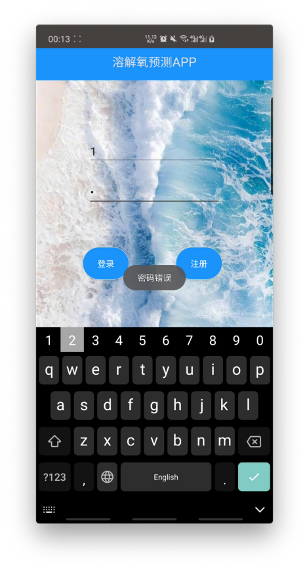 00:13
溶解氧预测APP
1
•
登录
注册
密码错误
1 2 3 4 5 6 7 8 9 0
q w e r t y u i o p
a s d f g h j k l
z x c v b n m
?123 , English .